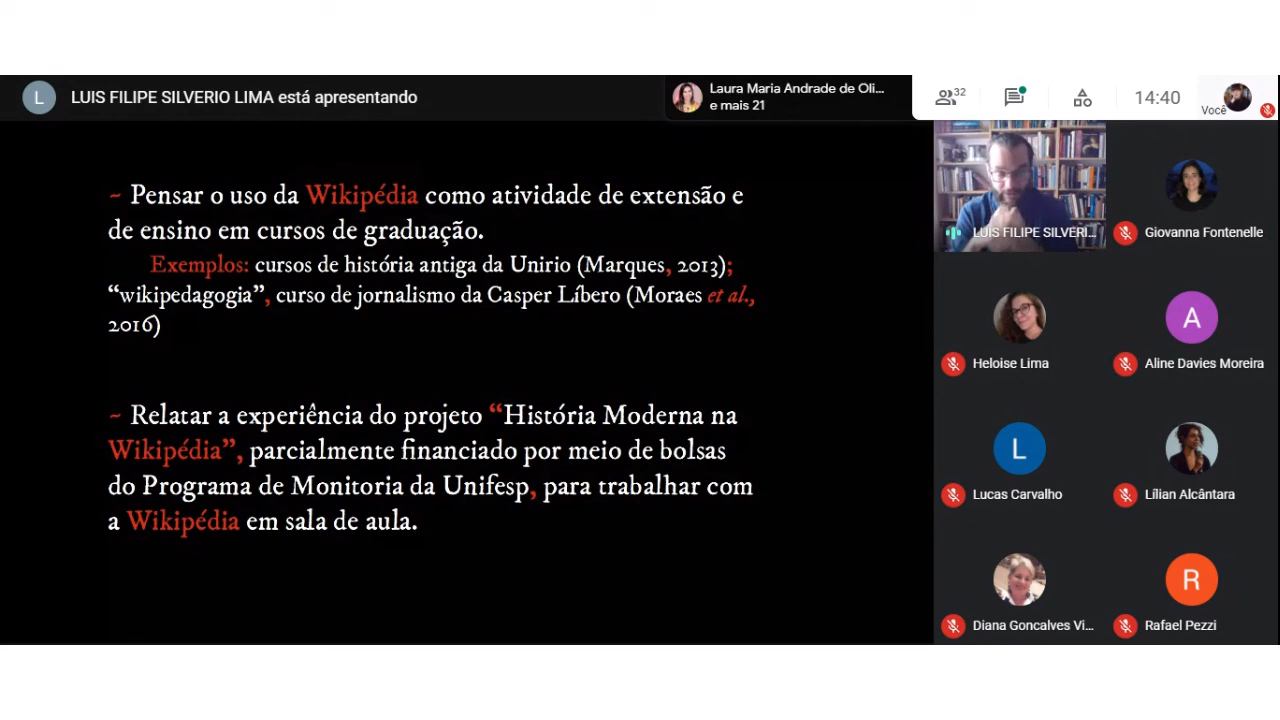 L
LUIS FILIPE SILVERIO LIMA está apresentando
Laura Maria Andrade de Oli...
e mais 21
32
14:40
Você
~ Pensar o uso da Wikipédia como atividade de extensão e
de ensino em cursos de graduação.
Exemplos: cursos de história antiga da Unirio (Marques, 2013);
“wikipedagogia”, curso de jornalismo da Casper Líbero (Moraes et al.,
2016)
~ Relatar a experiência do projeto “História Moderna na
Wikipédia”, parcialmente financiado por meio de bolsas
do Programa de Monitoria da Unifesp, para trabalhar com
a Wikipédia em sala de aula.
LUIS FILIPE SILVERI...
Giovanna Fontenelle
Heloise Lima
A
Aline Davies Moreira
L
Lucas Carvalho
Lílian Alcântara
Diana Goncalves Vi...
R
Rafael Pezzi